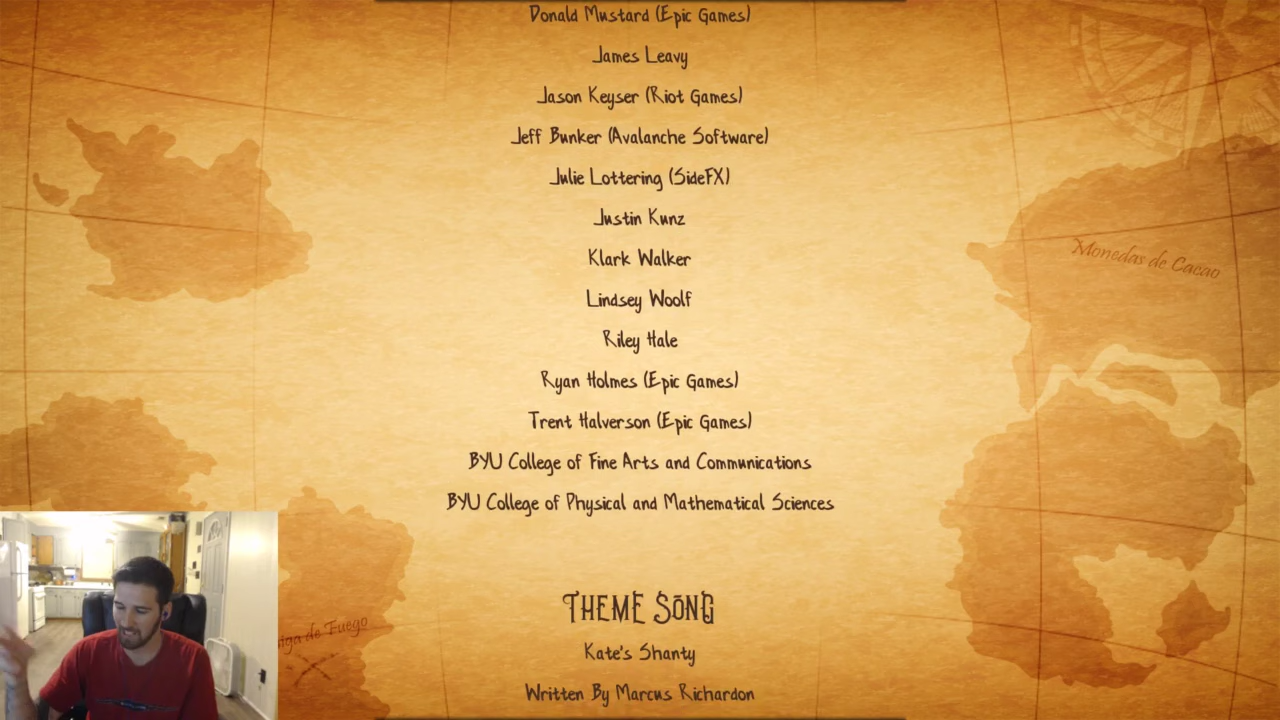 Donald Mustard (Epic Games)
James Leavy
Jason Keyser (Riot Games)
Jeff Bunker (Avalanche Software)
Julie Lottering (SideFX)
Justin Kunz
Klark Walker
Lindsey Woolf
Riley Hale
Ryan Holmes (Epic Games)
Trent Halverson (Epic Games)
BYU College of Fine Arts and Communications
BYU College of Physical and Mathematical Sciences
THEME SONG
Kate's Shanty
Written By Marcus Richardon
Monedas de Cacao
de Fuego